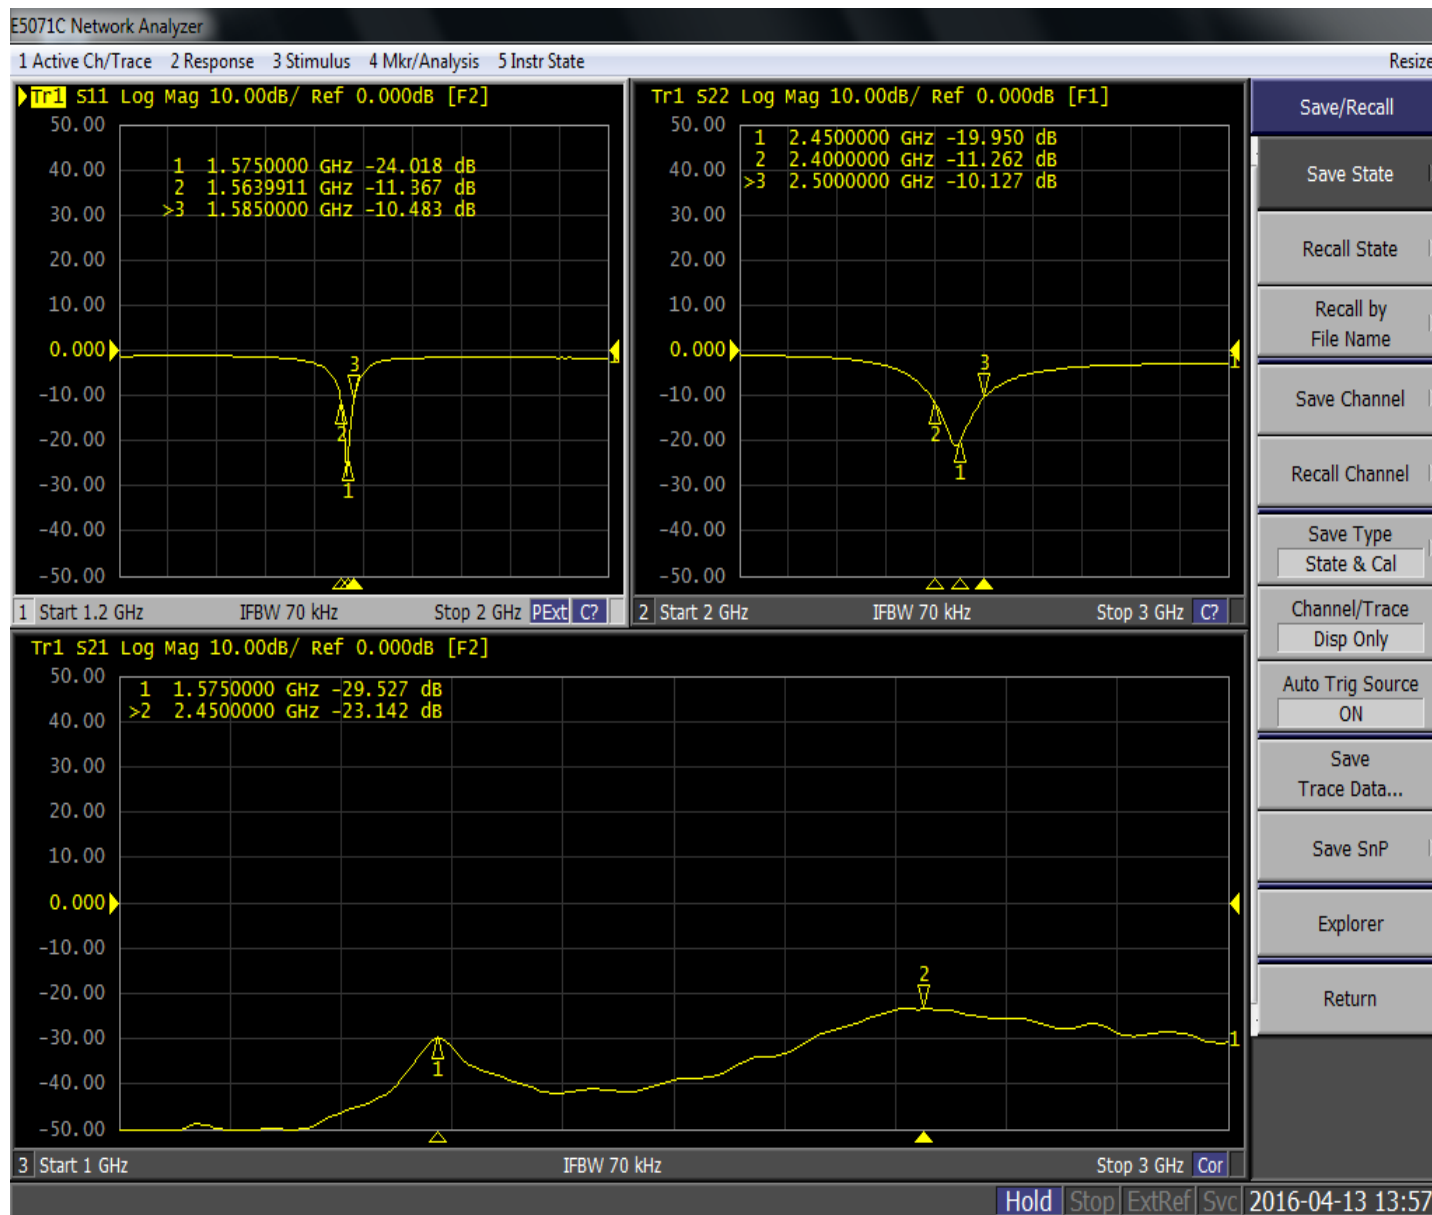 E5071C Network Analyzer
1 Active Ch/Trace 2 Response 3 Stimulus 4 Mkr/Analysis 5 Instr State Resize
Tr1 S11 Log Mag 10.00dB/ Ref 0.000dB [F2]
50.00
40.00
30.00
20.00
10.00
0.000
-10.00
-20.00
-30.00
-40.00
-50.00
1 1.5750000 GHz -24.018 dB
2 1.5639911 GHz -11.367 dB
>3 1.5850000 GHz -10.483 dB
3
2
1
1
1 Start 1.2 GHz IFBW 70 kHz Stop 2 GHz PExt C?
Tr1 S22 Log Mag 10.00dB/ Ref 0.000dB [F1]
50.00
40.00
30.00
20.00
10.00
0.000
-10.00
-20.00
-30.00
-40.00
-50.00
1 2.4500000 GHz -19.950 dB
2 2.4000000 GHz -11.262 dB
>3 2.5000000 GHz -10.127 dB
3
2
1
1
2 Start 2 GHz IFBW 70 kHz Stop 3 GHz C?
Tr1 S21 Log Mag 10.00dB/ Ref 0.000dB [F2]
50.00
40.00
30.00
20.00
10.00
0.000
-10.00
-20.00
-30.00
-40.00
-50.00
1 1.5750000 GHz -29.527 dB
>2 2.4500000 GHz -23.142 dB
2
1
1
3 Start 1 GHz IFBW 70 kHz Stop 3 GHz Cor
Save/Recall
Save State
Recall State
Recall by
File Name
Save Channel
Recall Channel
Save Type
State & Cal
Channel/Trace
Disp Only
Auto Trig Source
ON
Save
Trace Data...
Save SnP
Explorer
Return
Hold Stop ExtRef Svc 2016-04-13 13:57